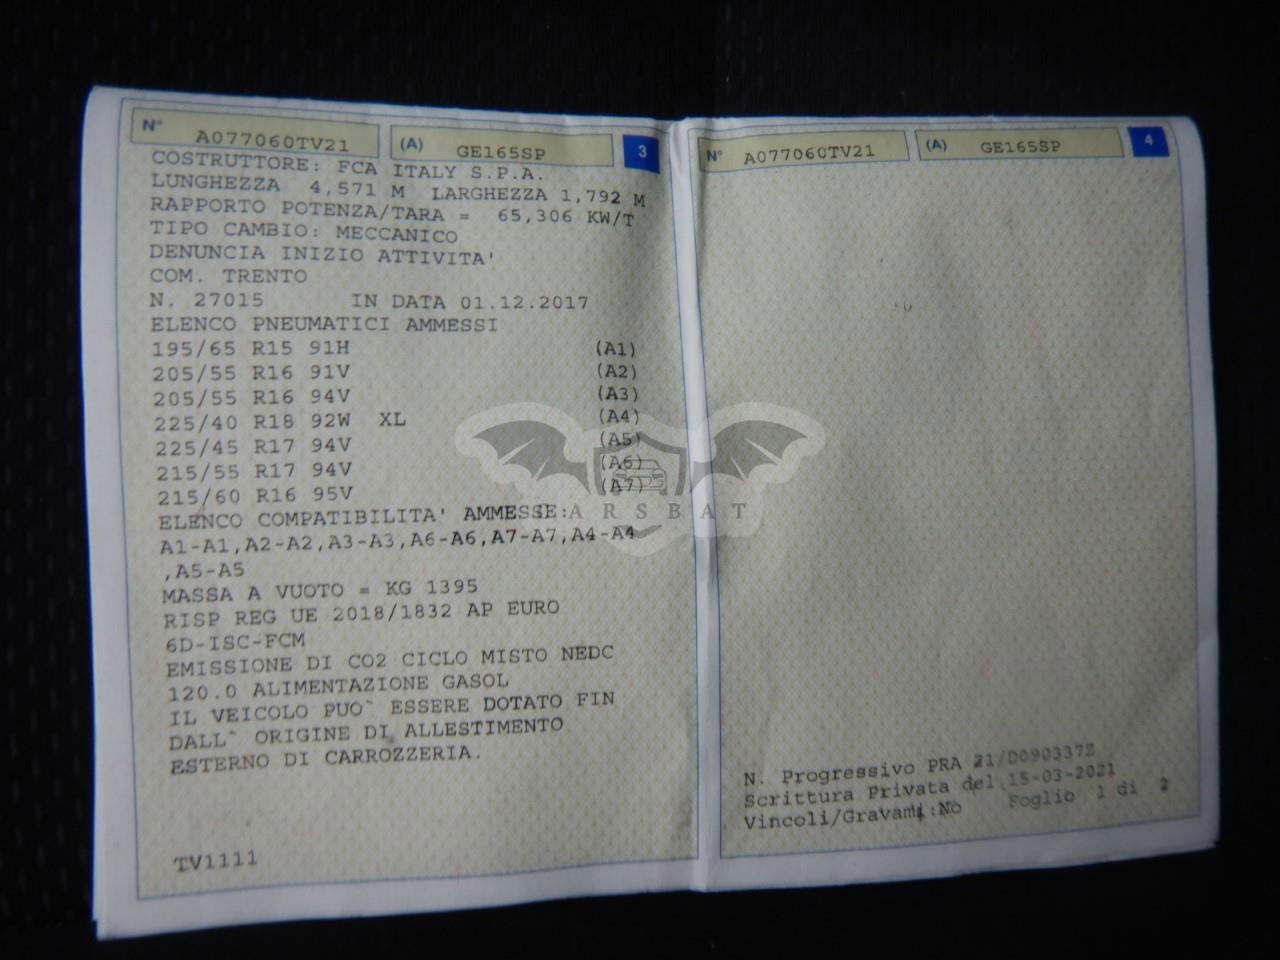 N° A077060TV21 (A) GE165SP 3
COSTRUTTORE: FCA ITALY S.P.A.
LUNGHEZZA 4,571 M LARGHEZZA 1,792 M
RAPPORTO POTENZA/TARA = 65,306 KW/T
TIPO CAMBIO: MECCANICO
DENUNCIA INIZIO ATTIVITA'
COM. TRENTO
N. 27015 IN DATA 01.12.2017
ELENCO PNEUMATICI AMMESSI
195/65 R15 91H (A1)
205/55 R16 91V (A2)
205/55 R16 94V (A3)
225/40 R18 92W XL (A4)
225/45 R17 94V (A5)
215/55 R17 94V (A6)
215/60 R16 95V (A7)
ELENCO COMPATIBILITA' AMMESSE:
A1-A1,A2-A2,A3-A3,A6-A6,A7-A7,A4-A4
,A5-A5
MASSA A VUOTO = KG 1395
RISP REG UE 2018/1832 AP EURO
6D-ISC-FCM
EMISSIONE DI CO2 CICLO MISTO NEDC
120.0 ALIMENTAZIONE GASOL
IL VEICOLO PUO` ESSERE DOTATO FIN
DALL` ORIGINE DI ALLESTIMENTO
ESTERNO DI CARROZZERIA.
TV1111
N° A077060TV21 (A) GE165SP 4
N. Progressivo PRA 21/D090337Z
Scrittura Privata del 15-03-2021
Vincoli/Gravami:No Foglio 1 di 2
ARSBAT